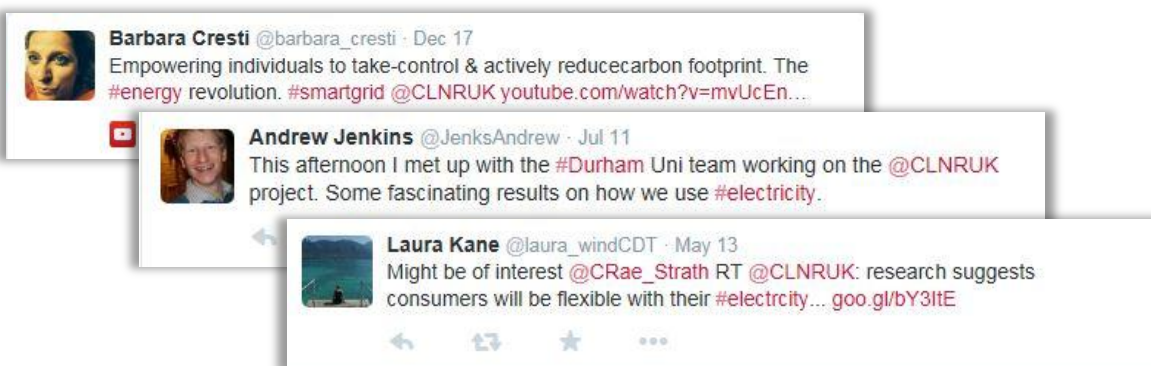 Barbara Cresti @barbara_cresti · Dec 17
Empowering individuals to take-control & actively reducecarbon footprint. The
#energy revolution. #smartgrid @CLNRUK youtube.com/watch?v=mvUcEn...
Andrew Jenkins @JenksAndrew · Jul 11
This afternoon I met up with the #Durham Uni team working on the @CLNRUK
project. Some fascinating results on how we use #electricity.
Laura Kane @laura_windCDT · May 13
Might be of interest @CRae_Strath RT @CLNRUK: research suggests
consumers will be flexible with their #electrcity... goo.gl/bY3ItE